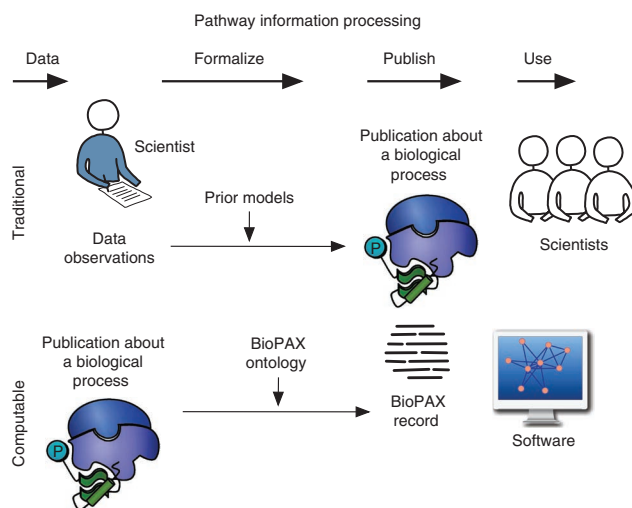 Pathway information processing
Data
Formalize
Publish
Use
Traditional
Scientist
Data
observations
Prior models
Publication about
a biological
process
P
Scientists
Computable
Publication about
a biological
process
P
BioPAX
ontology
BioPAX
record
Software